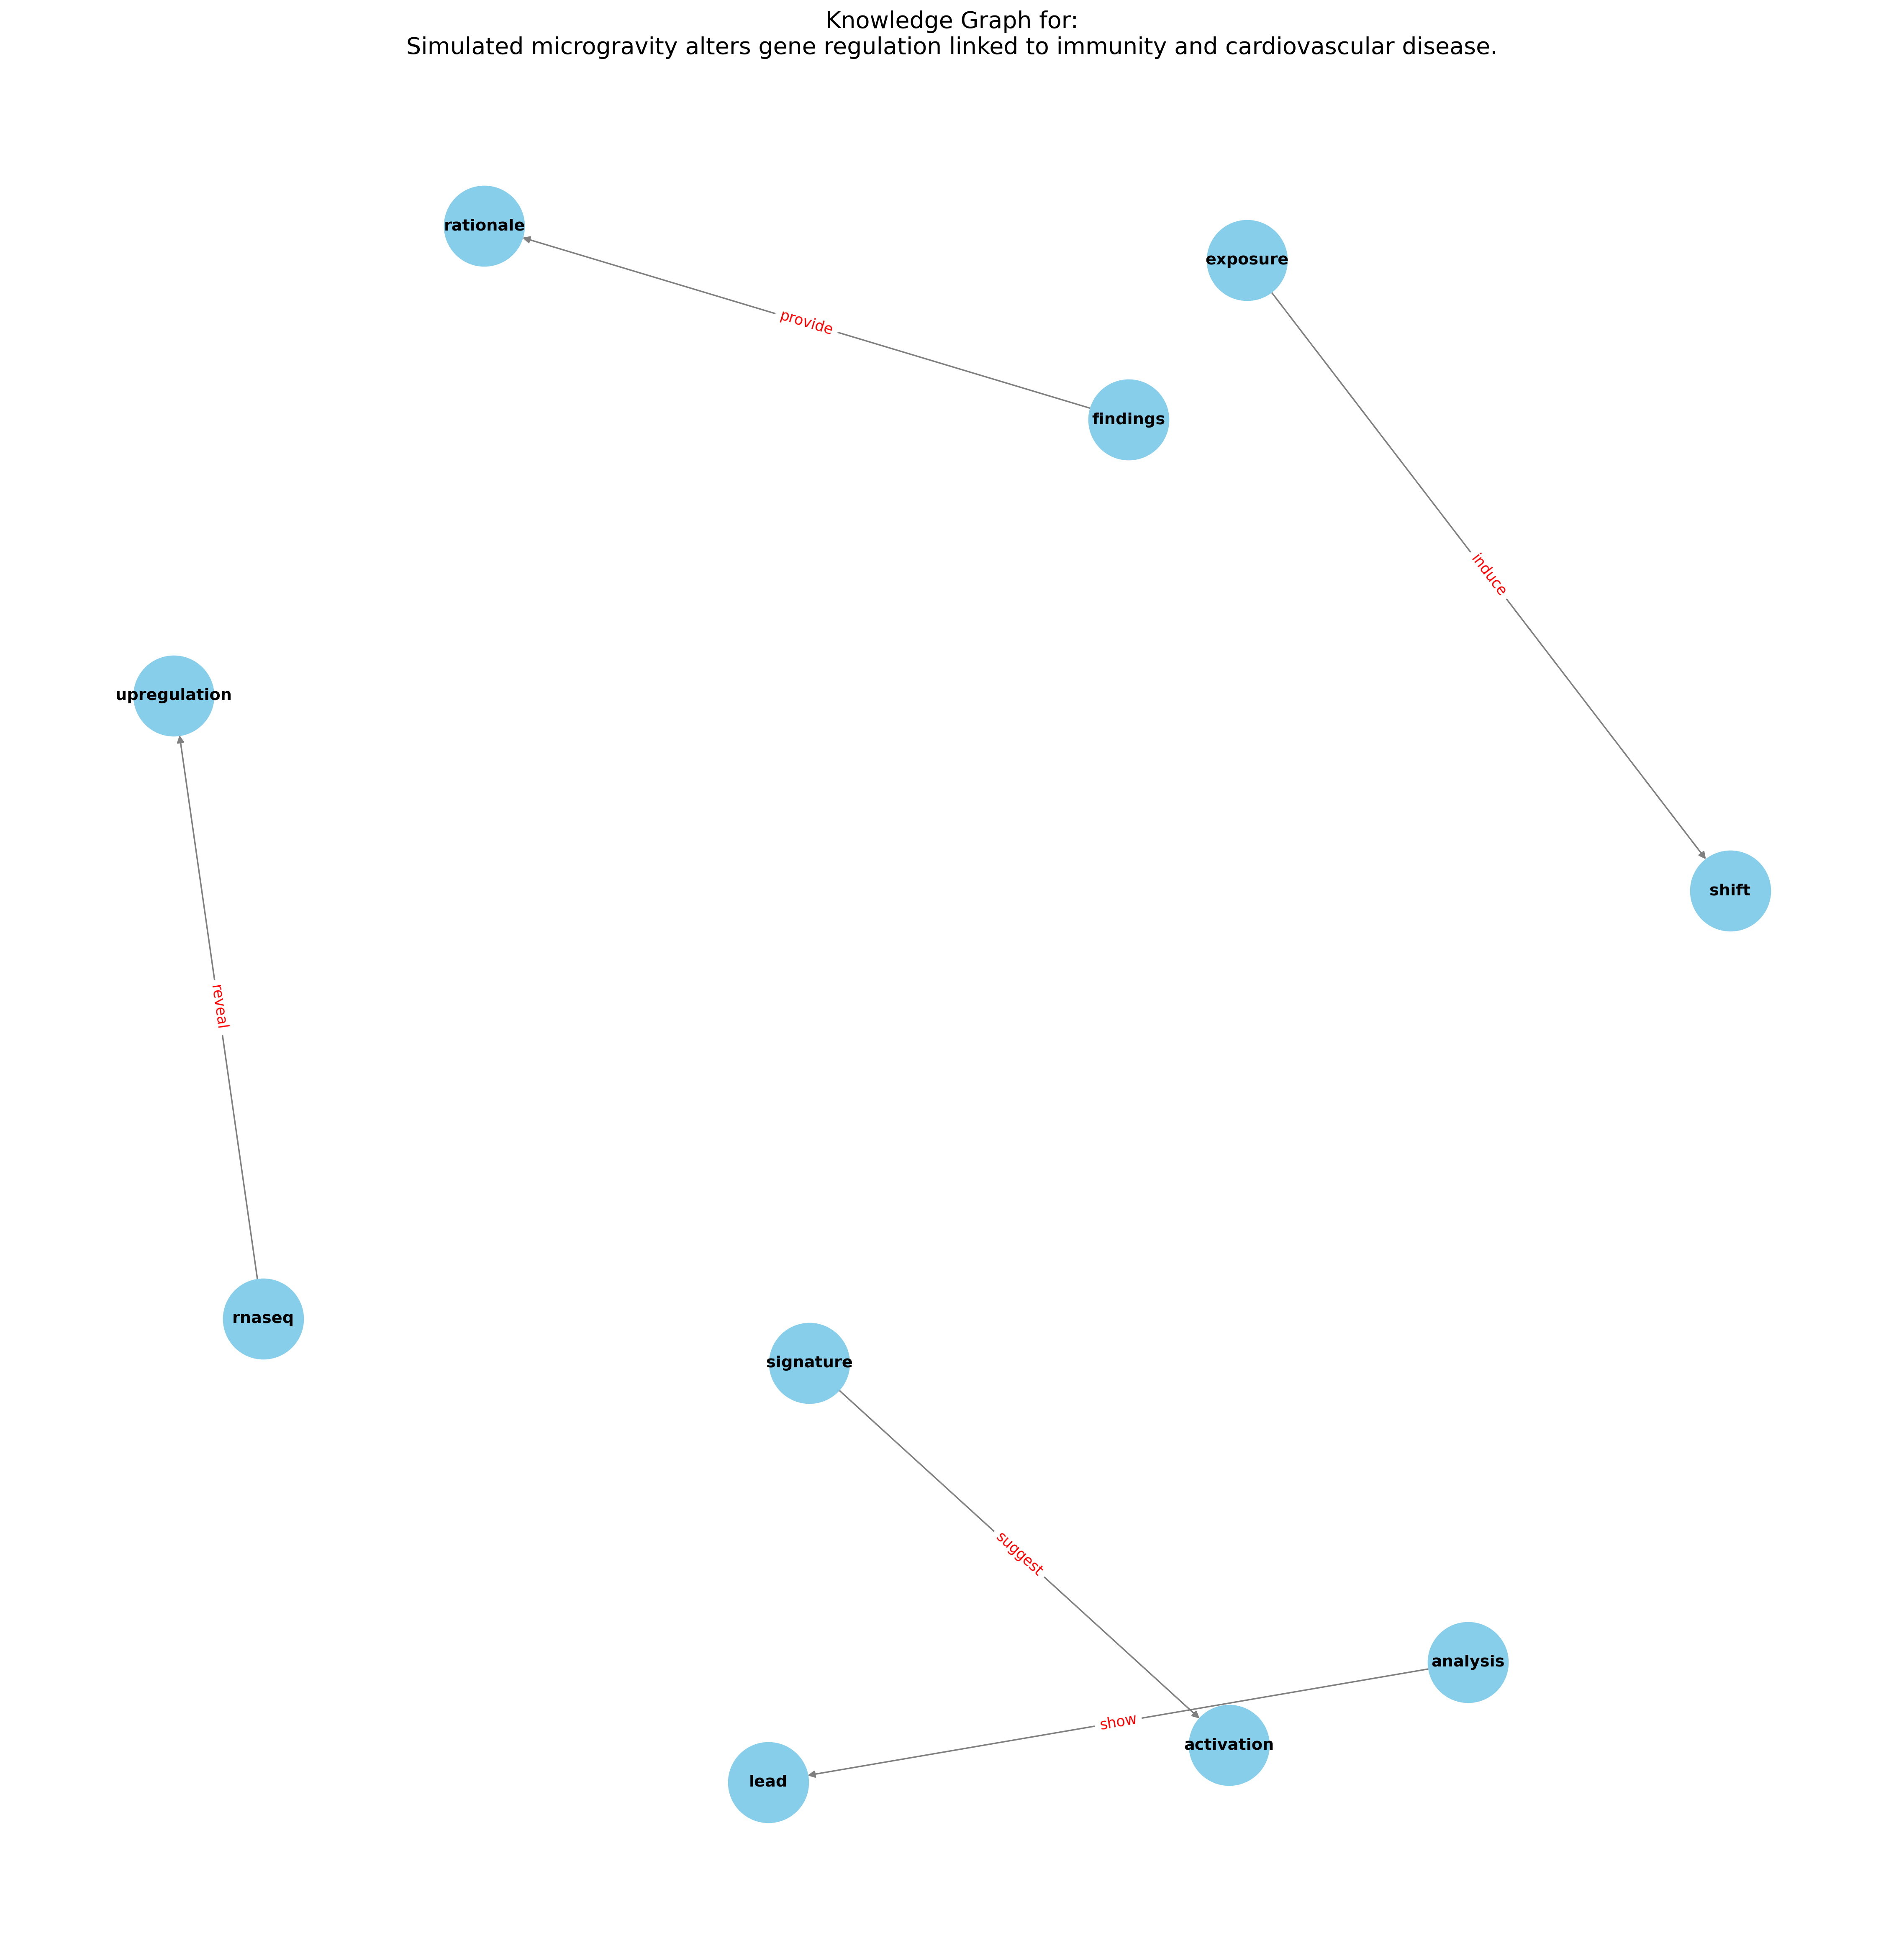 Knowledge Graph for:
Simulated microgravity alters gene regulation linked to immunity and cardiovascular disease.
rationale
exposure
provide
findings
induce
upregulation
shift
reveal
rnaseq
signature
suggest
analysis
show
activation
lead